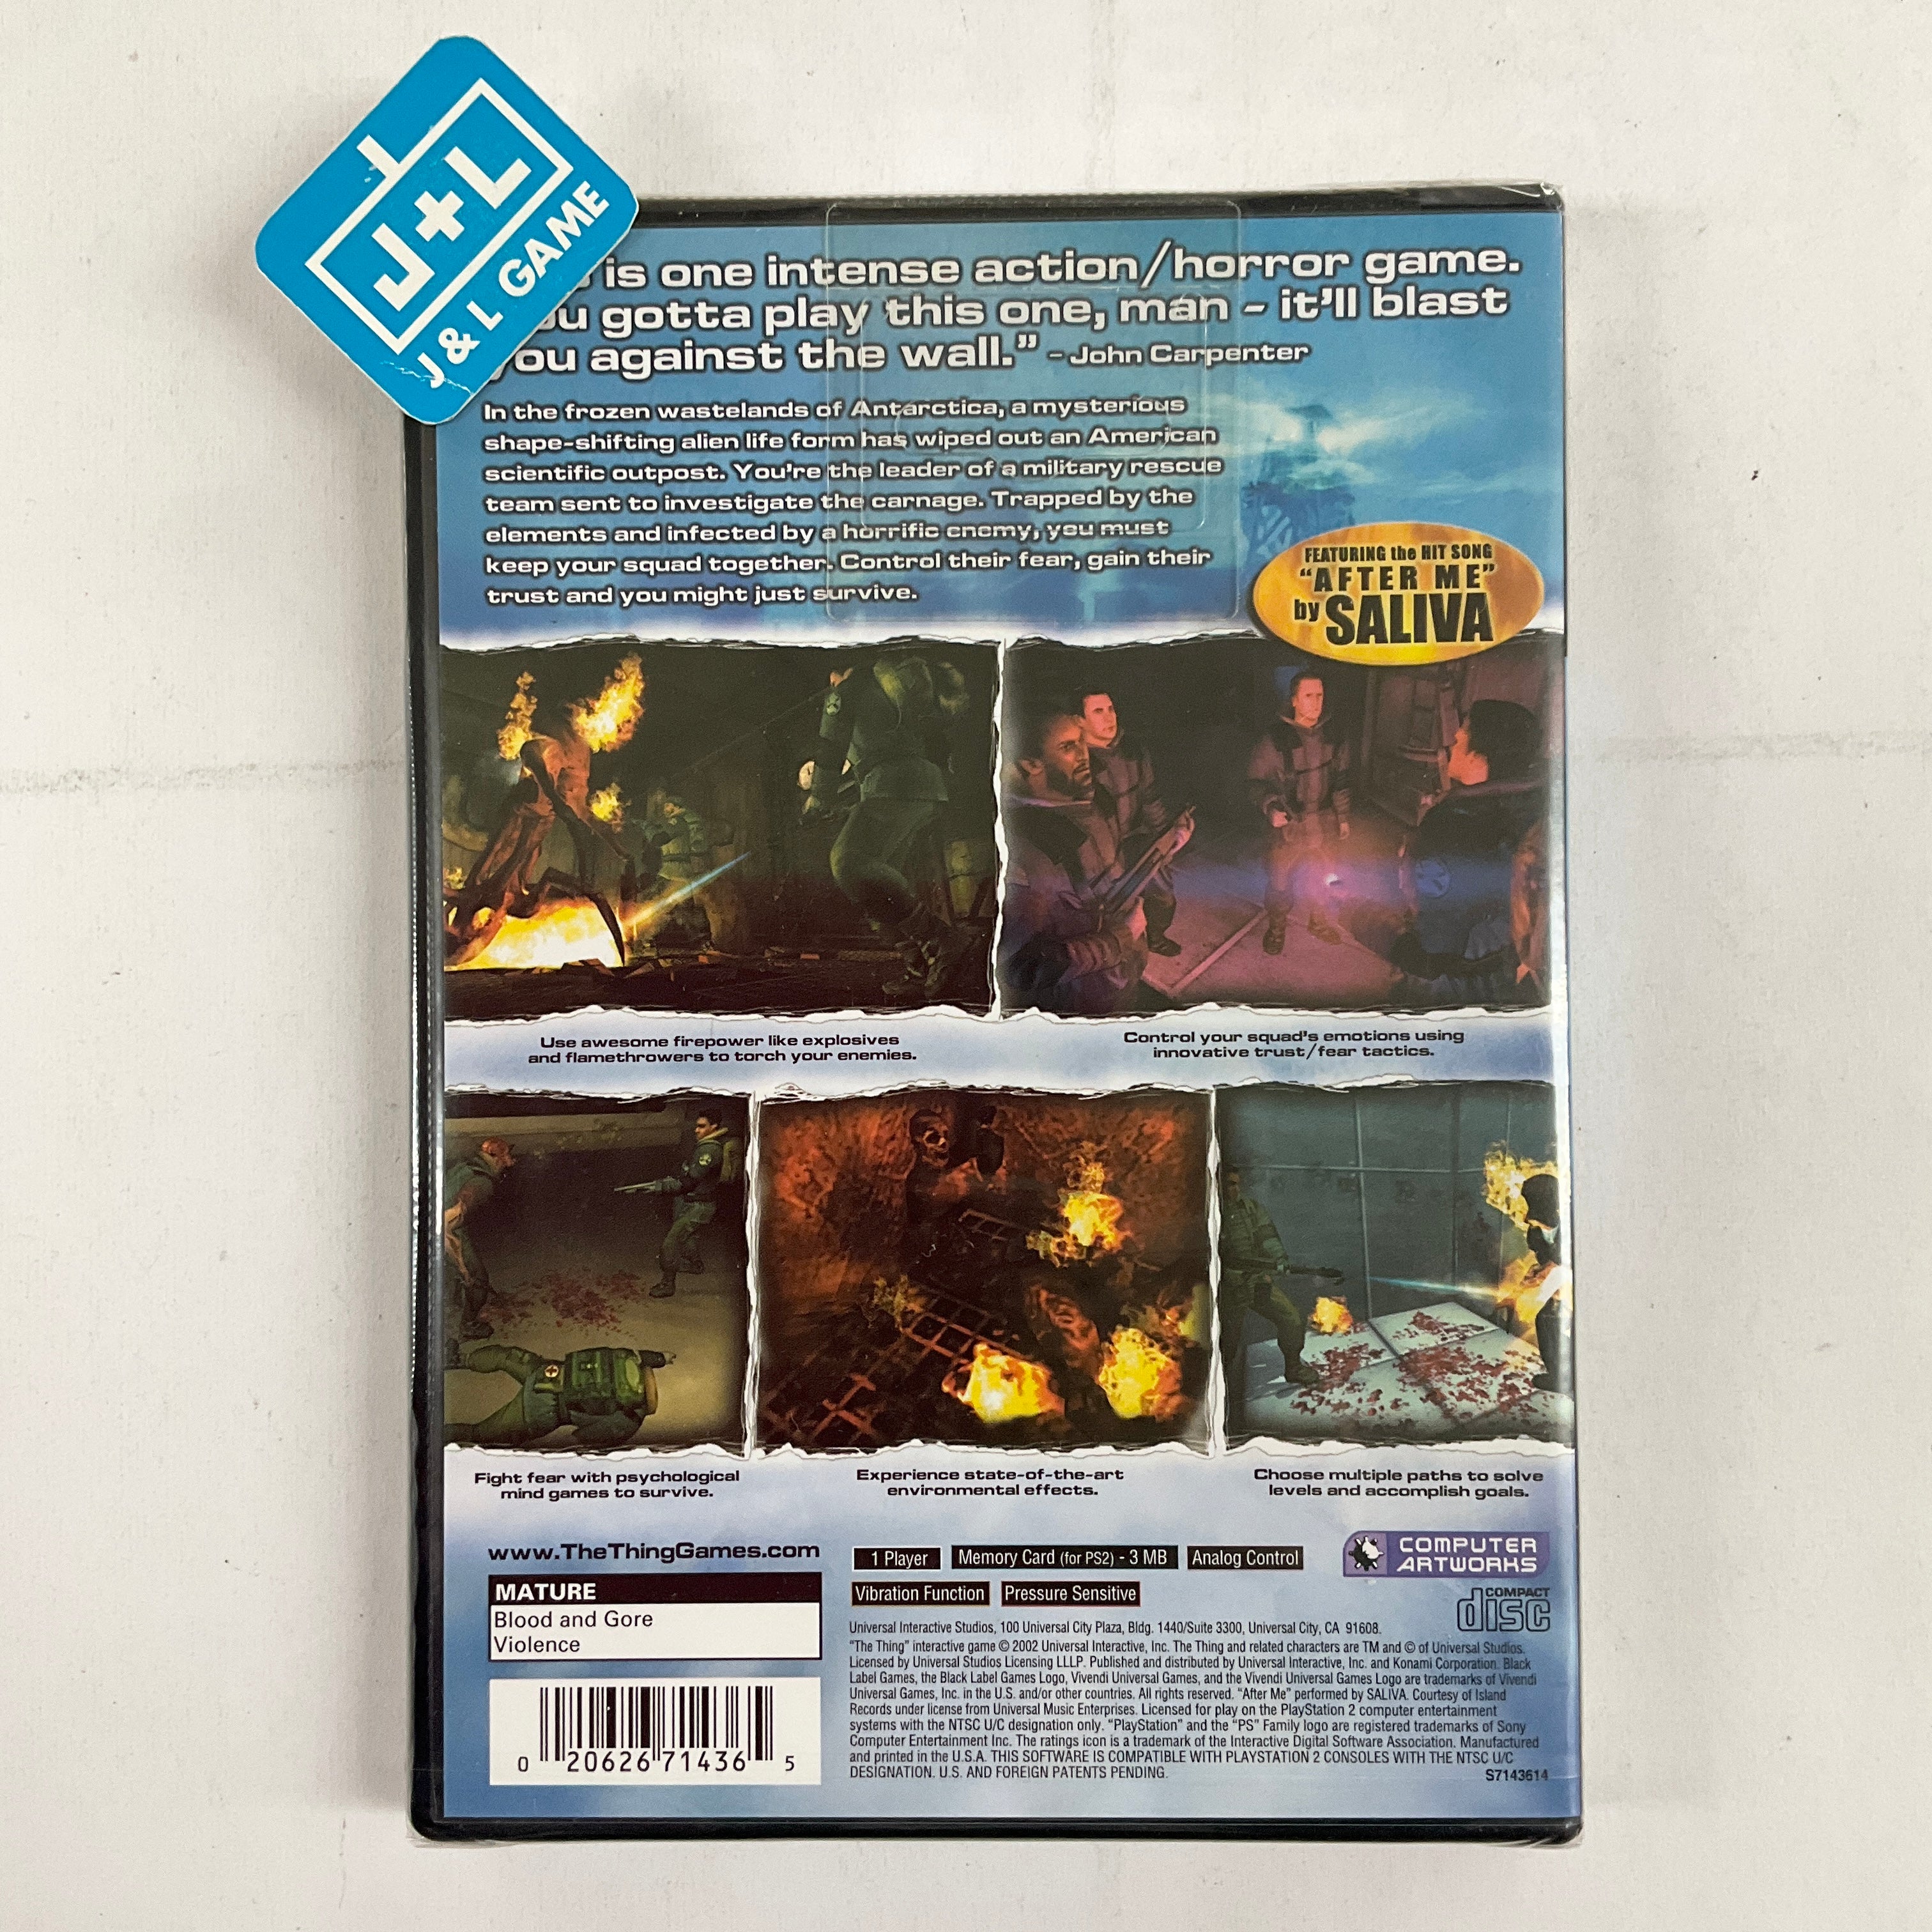 J+L
J & L GAME
is one intense action/horror game.
gotta play this one, man – it'll blast
you against the wall." – John Carpenter
In the frozen wastelands of Antarctica, a mysterious
shape-shifting alien life form has wiped out an American
scientific outpost. You're the leader of a military rescue
team sent to investigate the carnage. Trapped by the
elements and infected by a horrific enemy, you must
keep your squad together. Control their fear, gain their
trust and you might just survive.
FEATURING the HIT SONG
"AFTER ME"
by SALIVA
Use awesome firepower like explosives
and flamethrowers to torch your enemies.
Control your squad's emotions using
innovative trust/fear tactics.
Fight fear with psychological
mind games to survive.
Experience state-of-the-art
environmental effects.
Choose multiple paths to solve
levels and accomplish goals.
www.TheThingGames.com
MATURE
Blood and Gore
Violence
0 20626 71436 5
1 Player Memory Card (for PS2) - 3 MB Analog Control
Vibration Function Pressure Sensitive
COMPUTER
ARTWORKS
COMPACT
disc
Universal Interactive Studios, 100 Universal City Plaza, Bldg. 1440/Suite 3300, Universal City, CA 91608.
"The Thing" interactive game © 2002 Universal Interactive, Inc. The Thing and related characters are TM and © of Universal Studios.
Licensed by Universal Studios Licensing LLLP. Published and distributed by Universal Interactive, Inc. and Konami Corporation. Black
Label Games, the Black Label Games Logo, Vivendi Universal Games, and the Vivendi Universal Games Logo are trademarks of Vivendi
Universal Games, Inc. in the U.S. and/or other countries. All rights reserved. "After Me" performed by SALIVA. Courtesy of Island
Records under license from Universal Music Enterprises. Licensed for play on the PlayStation 2 computer entertainment
systems with the NTSC U/C designation only. "PlayStation" and the "PS" Family logo are registered trademarks of Sony
Computer Entertainment Inc. The ratings icon is a trademark of the Interactive Digital Software Association. Manufactured
and printed in the U.S.A. THIS SOFTWARE IS COMPATIBLE WITH PLAYSTATION 2 CONSOLES WITH THE NTSC U/C
DESIGNATION. U.S. AND FOREIGN PATENTS PENDING.
S7143614